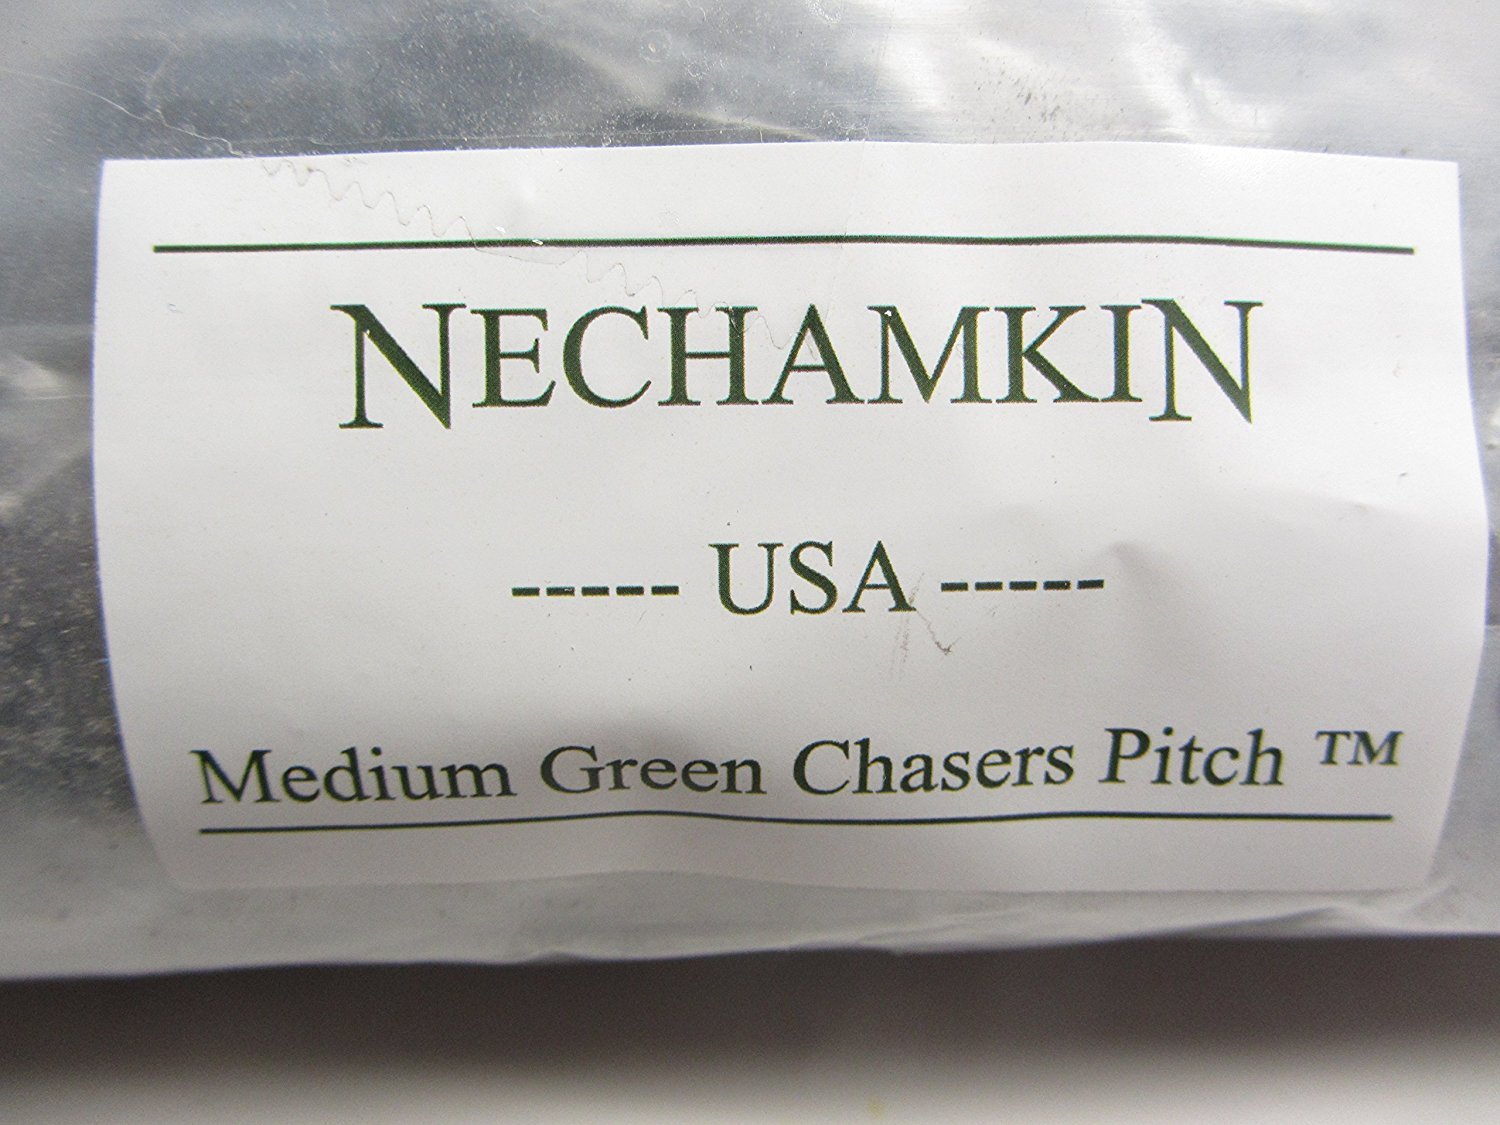 NECHAMKIN
----- USA -----
Medium Green Chasers Pitch ™